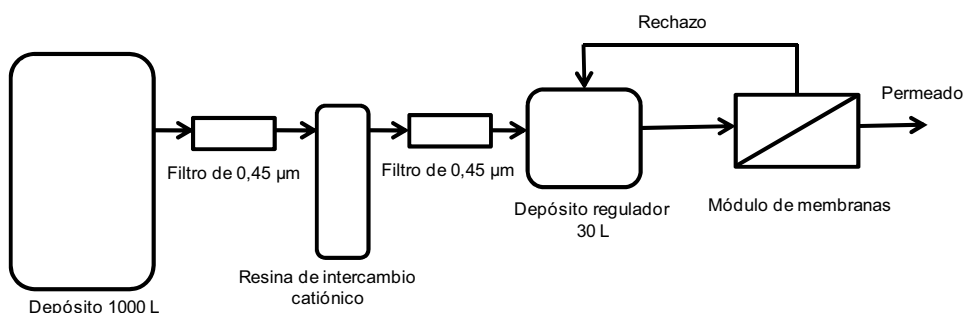 Rechazo
Permeado
Filtro de 0,45 µm
Filtro de 0,45 µm
Depósito regulador
30 L
Módulo de membranas
Resina de intercambio
catiónico
Depósito 1000 L